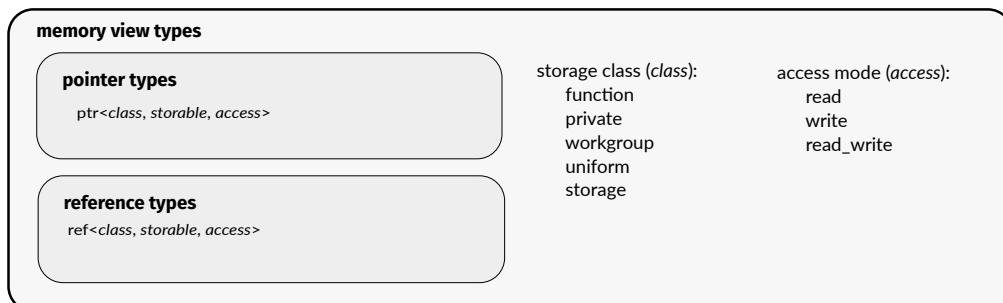 memory view types
pointer types
ptr<class, storable, access>
reference types
ref<class, storable, access>
storage class (class):
function
private
workgroup
uniform
storage
access mode (access):
read
write
read_write